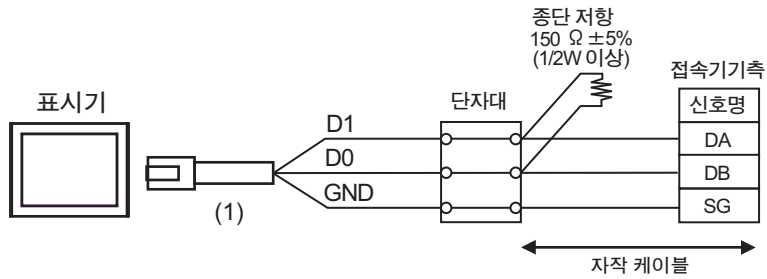 종단 저항
150 Ω ±5%
(1/2W 이상)
접속기기측
표시기
단자대
신호명
D1
DA
D0
DB
GND
SG
(1)
자작 케이블